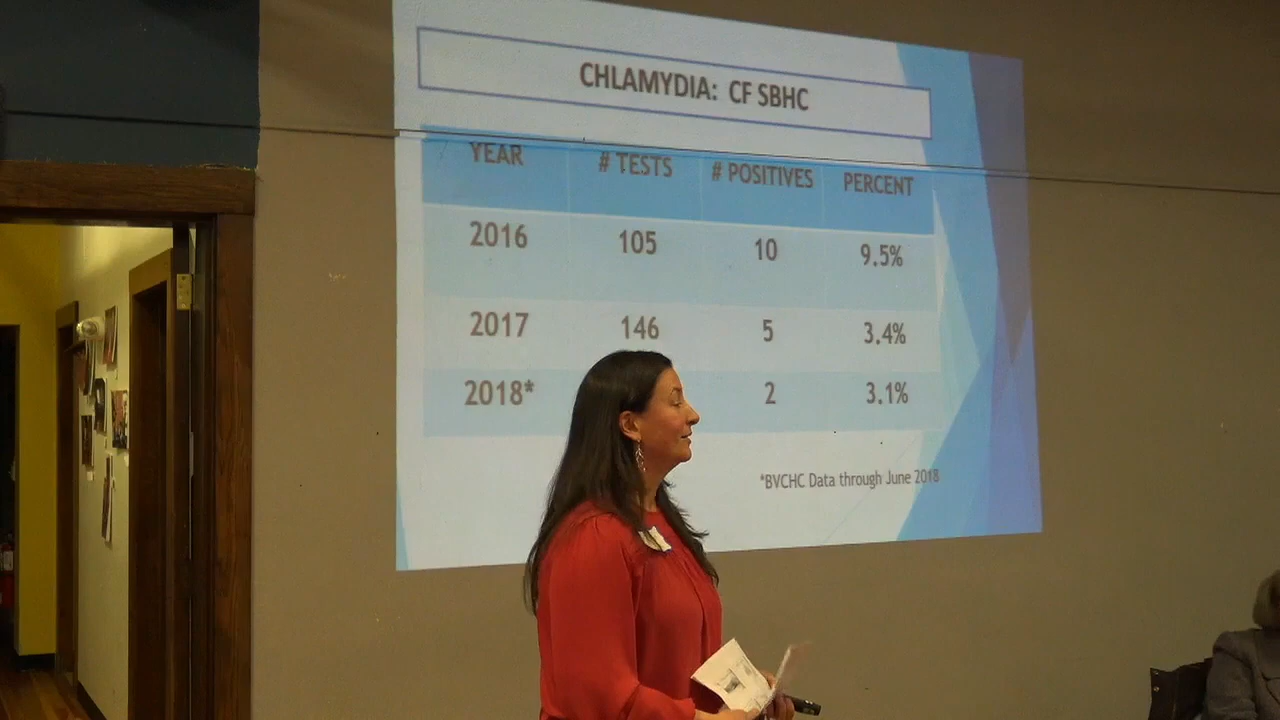 CHLAMYDIA: CF SBHC
YEAR # TESTS # POSITIVES PERCENT
2016 105 10 9.5%
2017 146 5 3.4%
2018* 2 3.1%
*BVCHC Data through June 2018